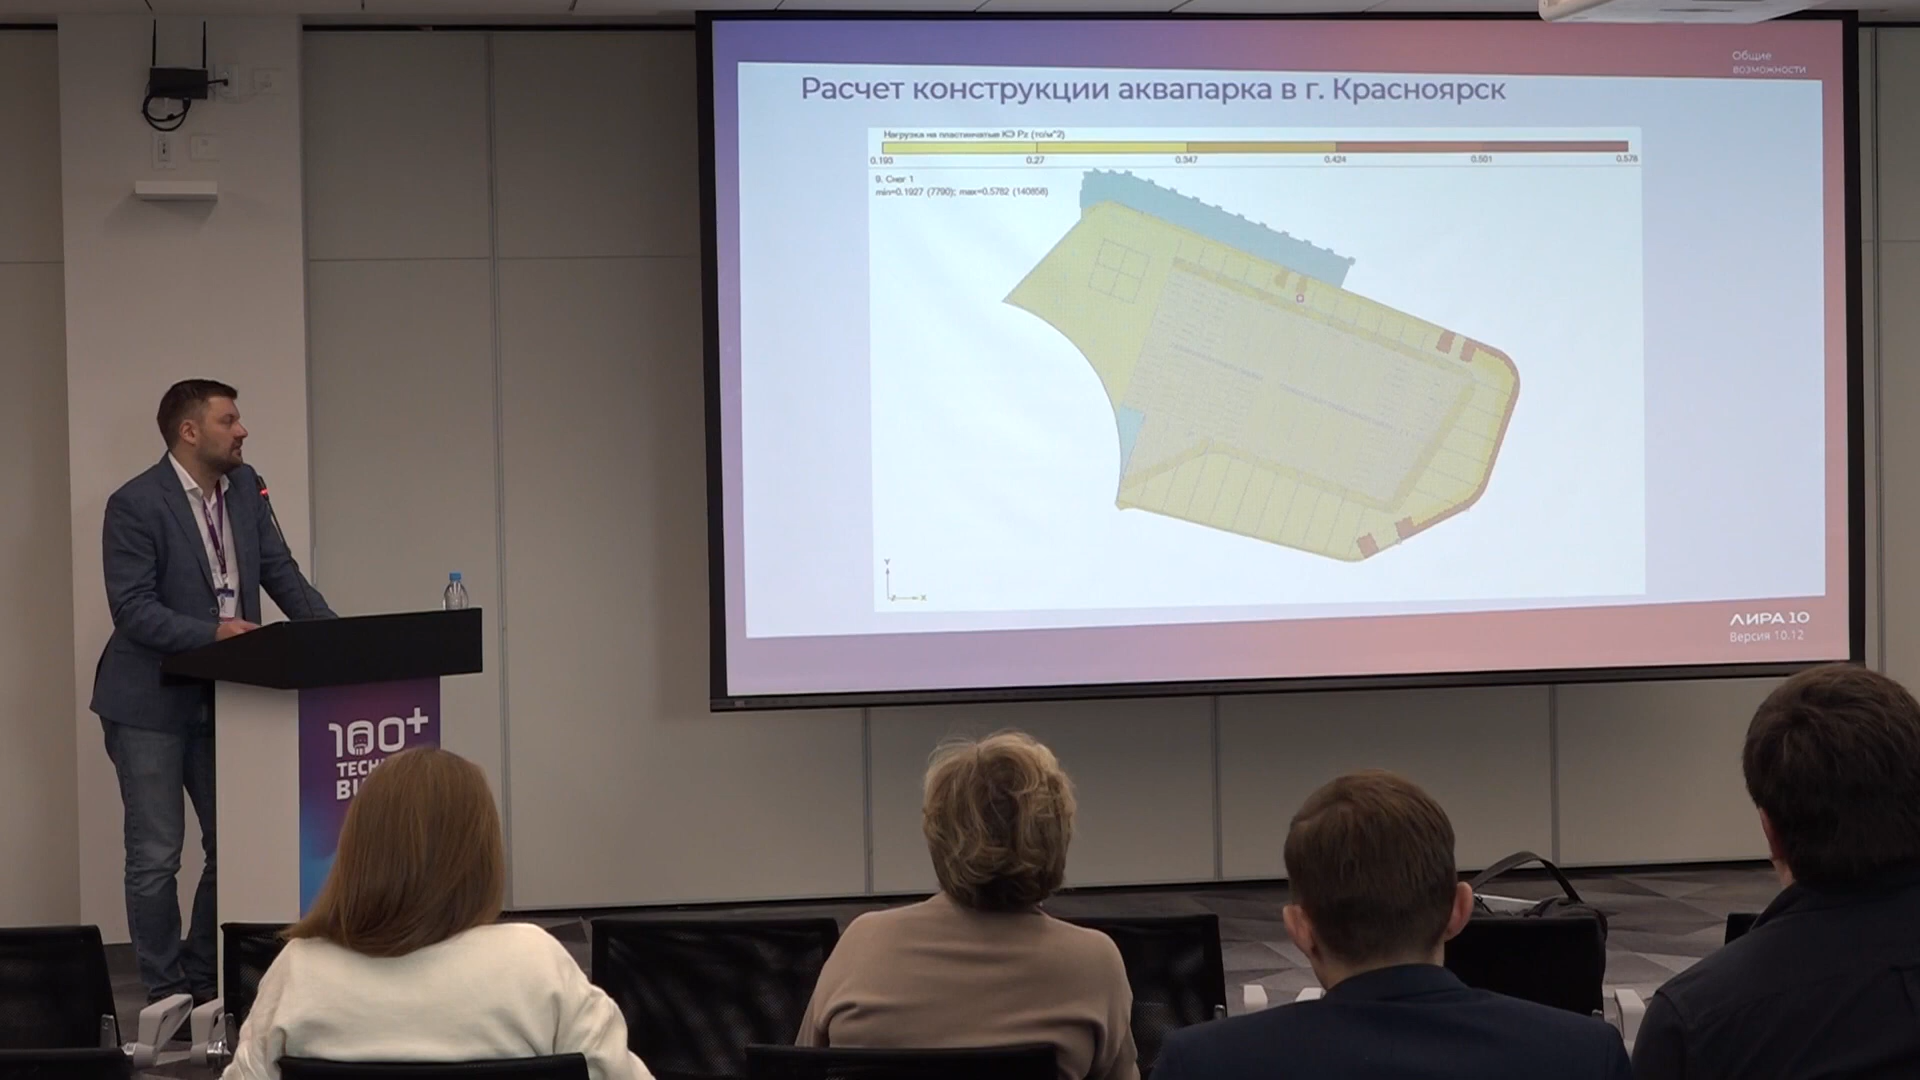 Общие
возможности
Расчет конструкции аквапарка в г. Красноярск
Нагрузка на пластинчатые КЭ Pz (тс/м^2)
0.193 0.27 0.347 0.424 0.501 0.578
9. Снег 1
min=0.1927 (7790); max=0.5782 (140858)
Y
Z X
ЛИРА 10
Версия 10.12
100+